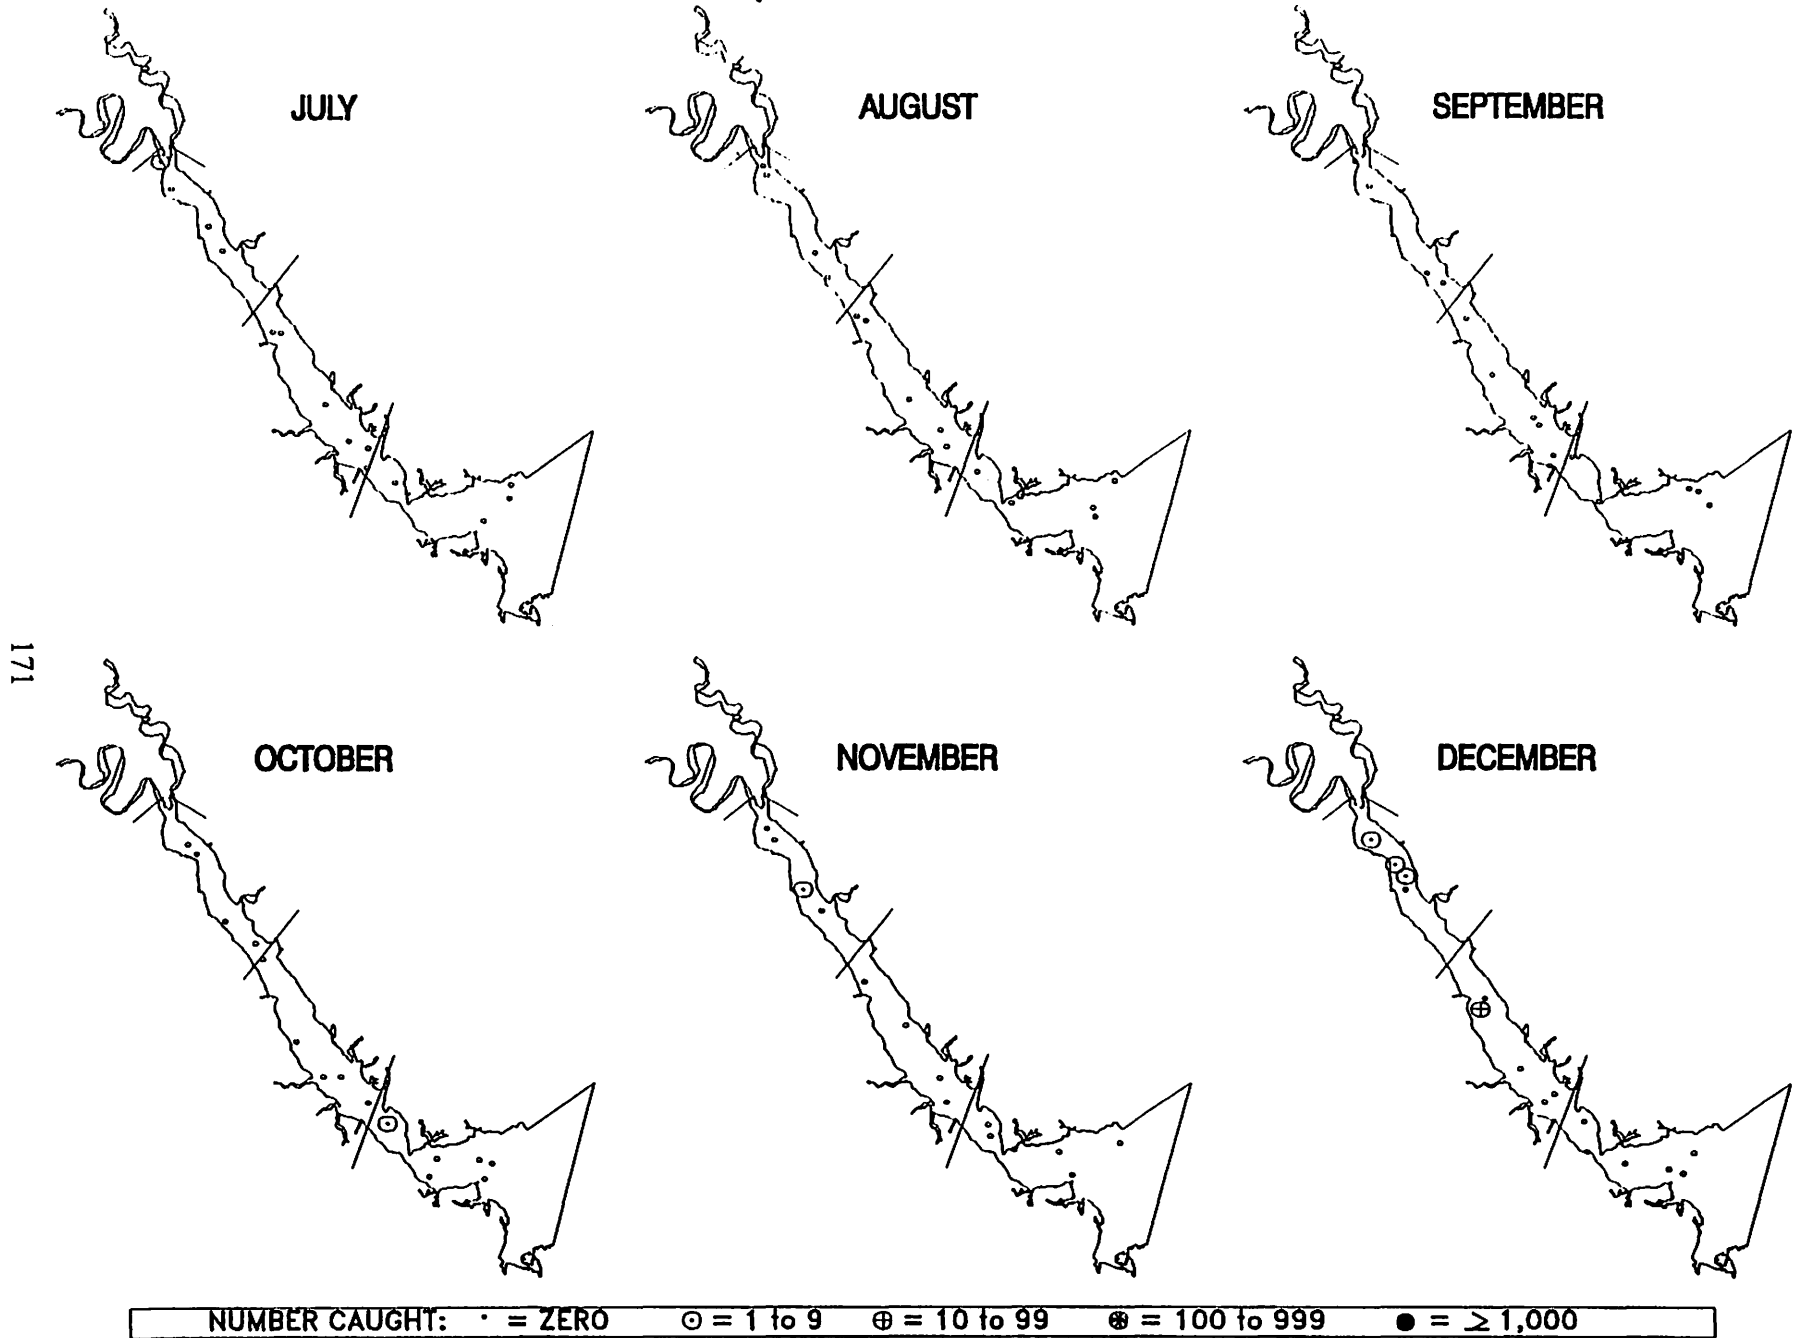 JULY
AUGUST
SEPTEMBER
171
OCTOBER
NOVEMBER
DECEMBER
NUMBER CAUGHT: · = ZERO ⊙ = 1 to 9 ⊕ = 10 to 99 ⊛ = 100 to 999 ● = ≥ 1,000